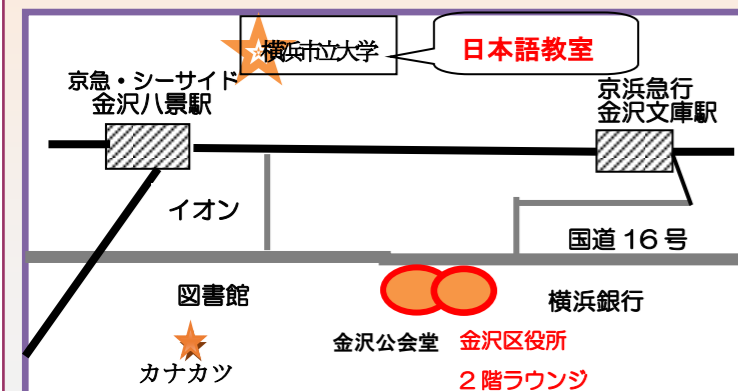 横浜市立大学
日本語教室
京急・シーサイド
金沢八景駅
京浜急行
金沢文庫駅
イオン
国道16号
図書館
横浜銀行
カナカツ
金沢公会堂
金沢区役所
2階ラウンジ